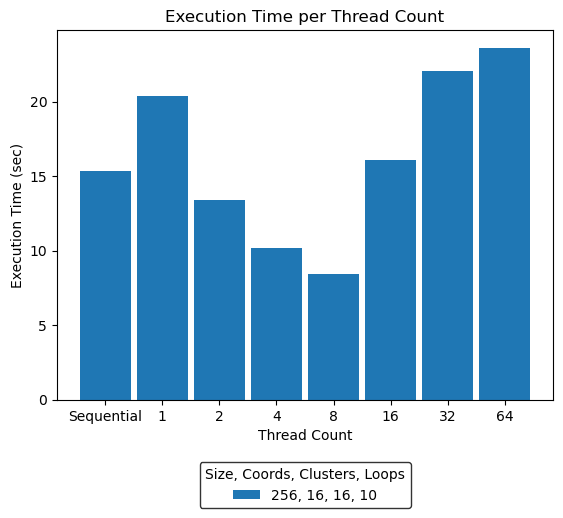 Execution Time per Thread Count
Execution Time (sec)
20
15
10
5
0
Sequential 1 2 4 8 16 32 64
Thread Count
Size, Coords, Clusters, Loops
256, 16, 16, 10